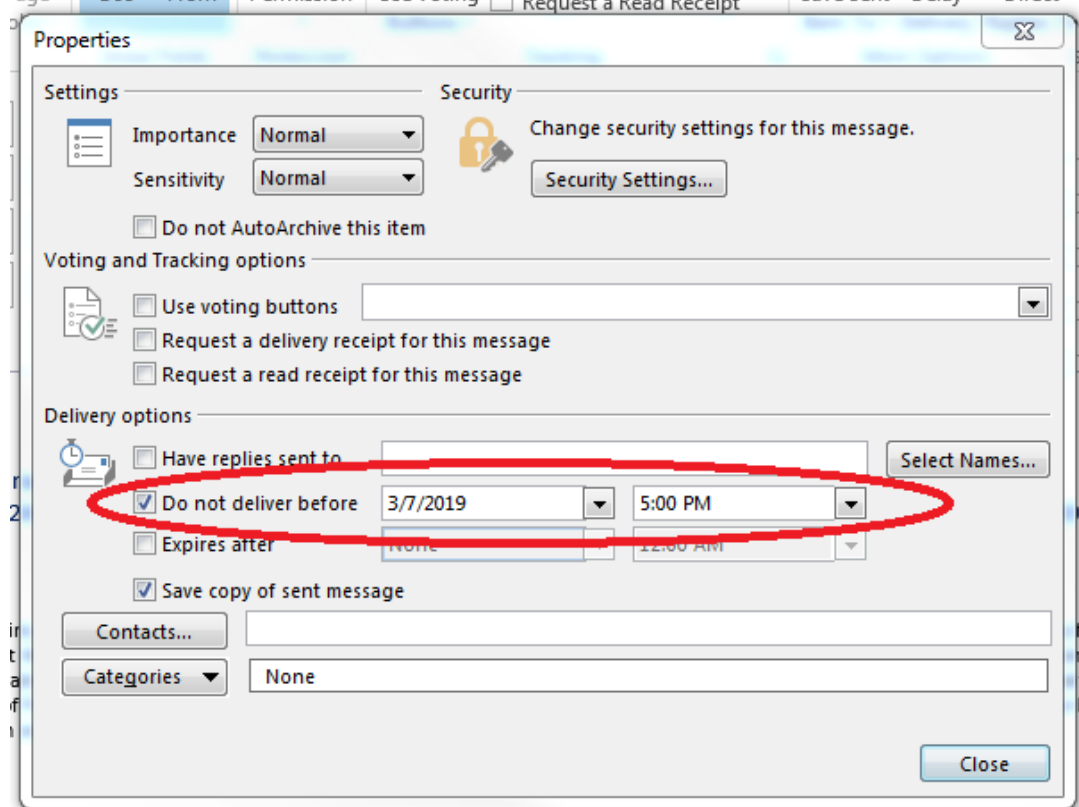 Permission
Request a Read Receipt
Properties
Settings
Security
Importance Normal
Change security settings for this message.
Sensitivity Normal
Security Settings...
Do not AutoArchive this item
Voting and Tracking options
Use voting buttons
Request a delivery receipt for this message
Request a read receipt for this message
Delivery options
Have replies sent to
Select Names...
Do not deliver before 3/7/2019 5:00 PM
Expires after None 12:00 AM
Save copy of sent message
Contacts...
Categories None
Close